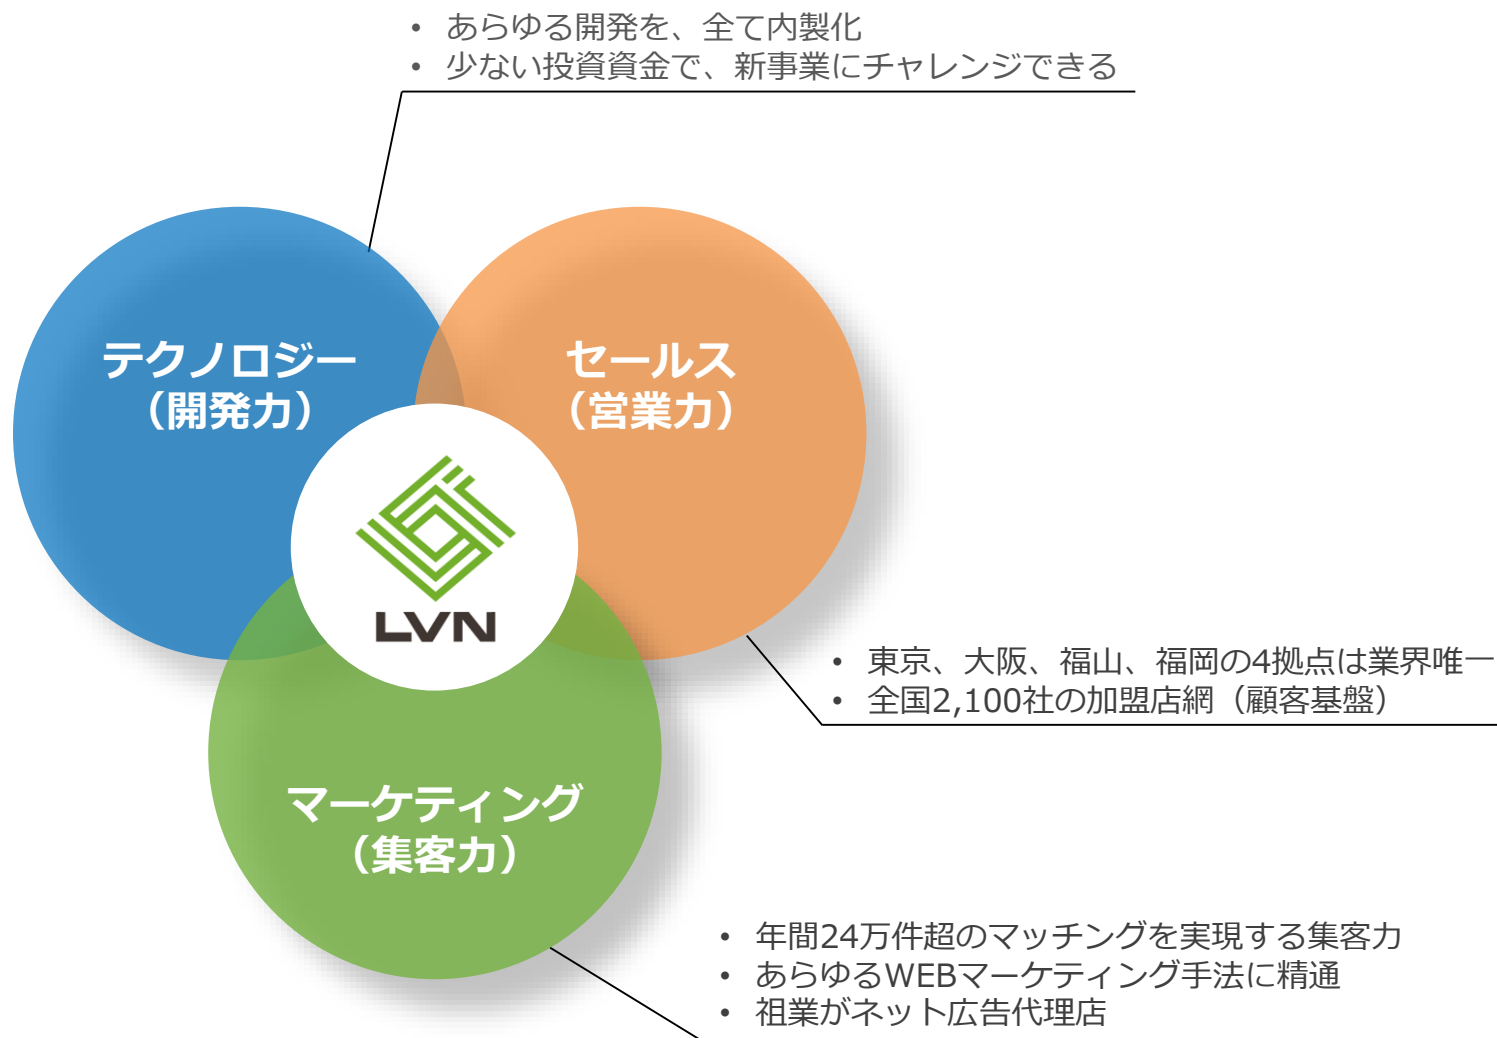 • あらゆる開発を、全て内製化
• 少ない投資資金で、新事業にチャレンジできる
テクノロジー
（開発力）
セールス
（営業力）
LVN
• 東京、大阪、福山、福岡の4拠点は業界唯一
• 全国2,100社の加盟店網（顧客基盤）
マーケティング
（集客力）
• 年間24万件超のマッチングを実現する集客力
• あらゆるWEBマーケティング手法に精通
• 祖業がネット広告代理店